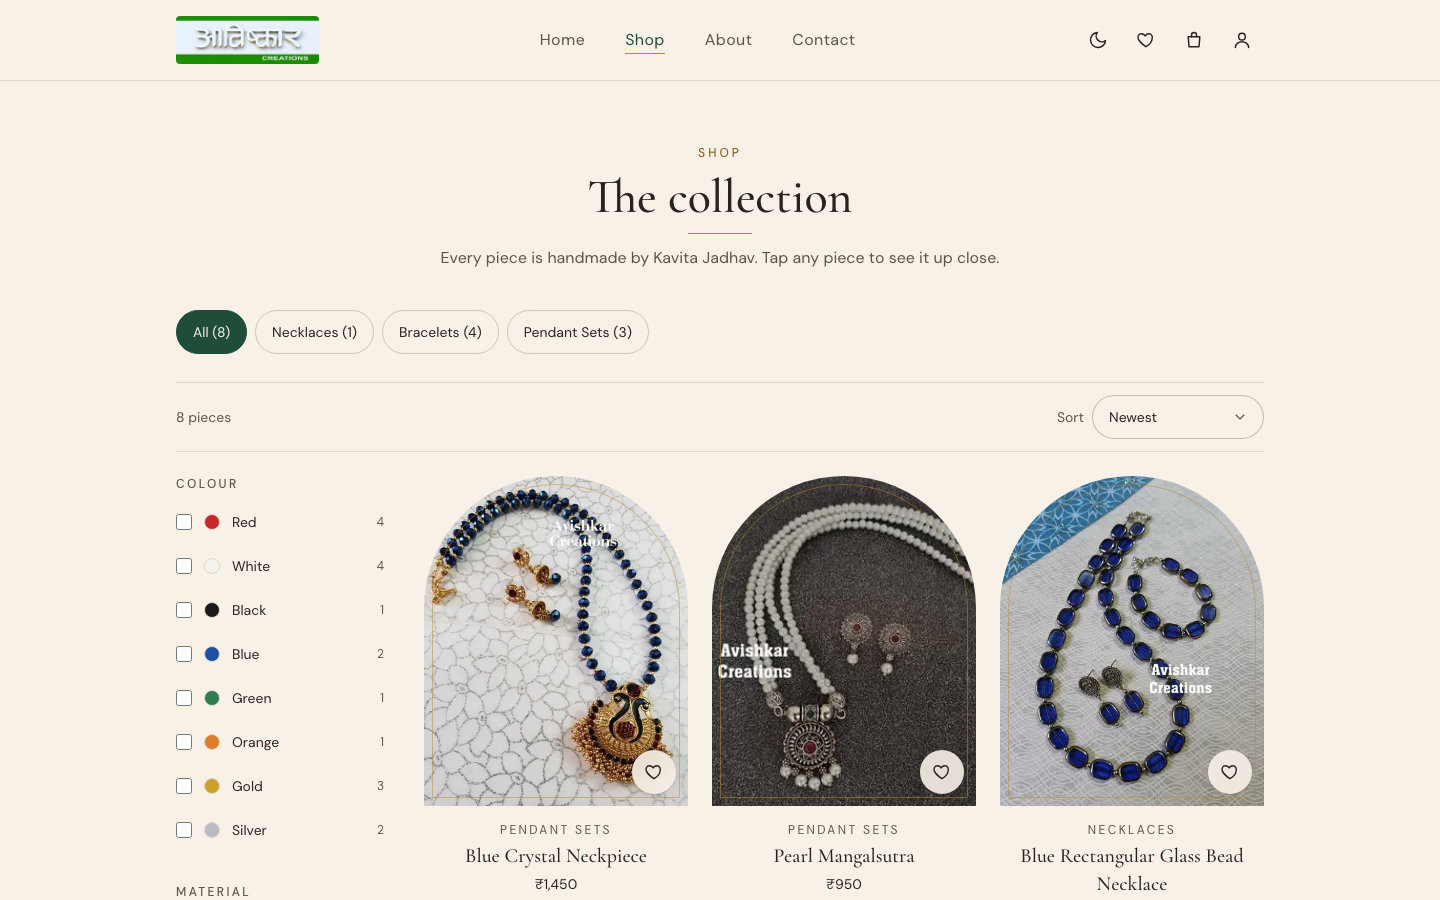 आविष्कार
CREATIONS
Home
Shop
About
Contact
SHOP
The collection
Every piece is handmade by Kavita Jadhav. Tap any piece to see it up close.
All (8)
Necklaces (1)
Bracelets (4)
Pendant Sets (3)
8 pieces
Sort
Newest
COLOUR
Red 4
White 4
Black 1
Blue 2
Green 1
Orange 1
Gold 3
Silver 2
MATERIAL
Avishkar
Creations
PENDANT SETS
Blue Crystal Neckpiece
₹1,450
Avishkar
Creations
PENDANT SETS
Pearl Mangalsutra
₹950
Avishkar
Creations
NECKLACES
Blue Rectangular Glass Bead
Necklace